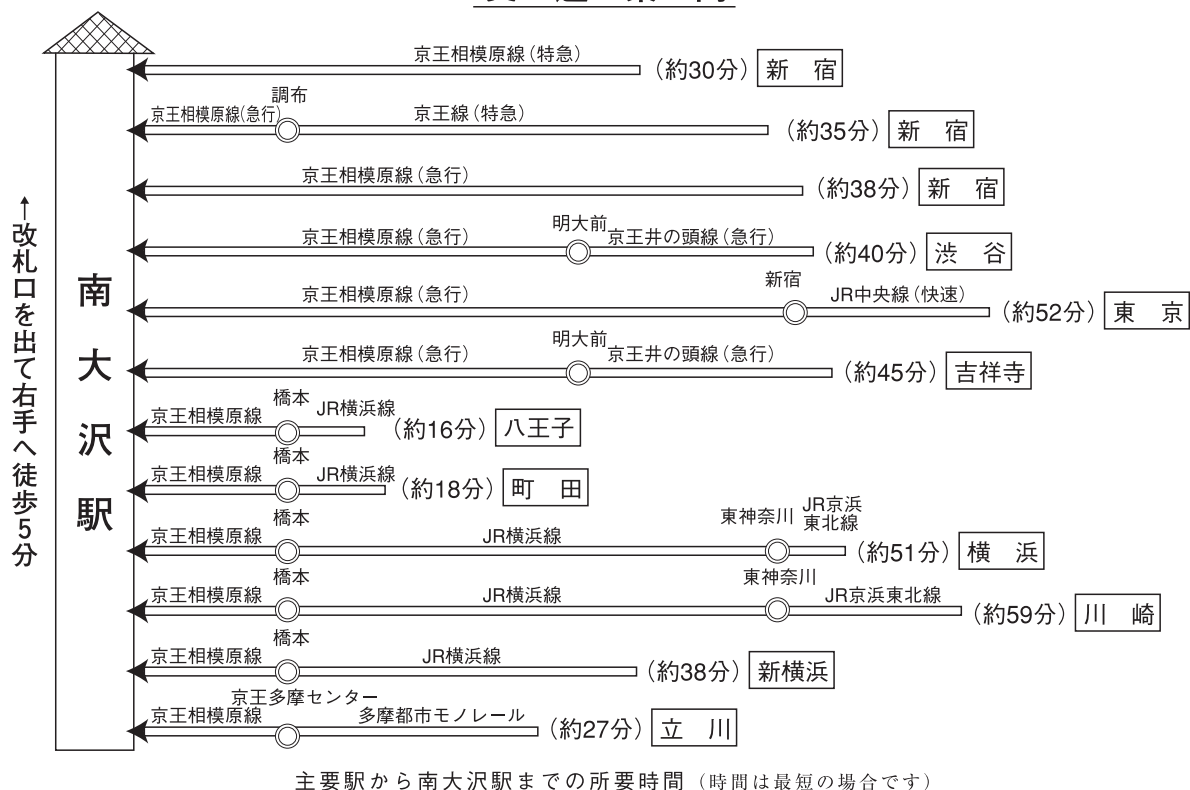 京王相模原線（特急）
（約30分） 新　宿
調布
京王相模原線（急行） 京王線（特急）
（約35分） 新　宿
京王相模原線（急行）
（約38分） 新　宿
明大前
京王相模原線（急行） 京王井の頭線（急行）
（約40分） 渋　谷
新宿
京王相模原線（急行） JR中央線（快速）
（約52分） 東　京
明大前
京王相模原線（急行） 京王井の頭線（急行）
（約45分） 吉祥寺
橋本
京王相模原線 JR横浜線
（約16分） 八王子
橋本
京王相模原線 JR横浜線
（約18分） 町　田
橋本 東神奈川 JR京浜東北線
京王相模原線 JR横浜線
（約51分） 横　浜
橋本 東神奈川
京王相模原線 JR横浜線 JR京浜東北線
（約59分） 川　崎
橋本
京王相模原線 JR横浜線
（約38分） 新横浜
京王多摩センター
京王相模原線 多摩都市モノレール
（約27分） 立　川
南大沢駅
←改札口を出て右手へ徒歩5分
主要駅から南大沢駅までの所要時間（時間は最短の場合です）